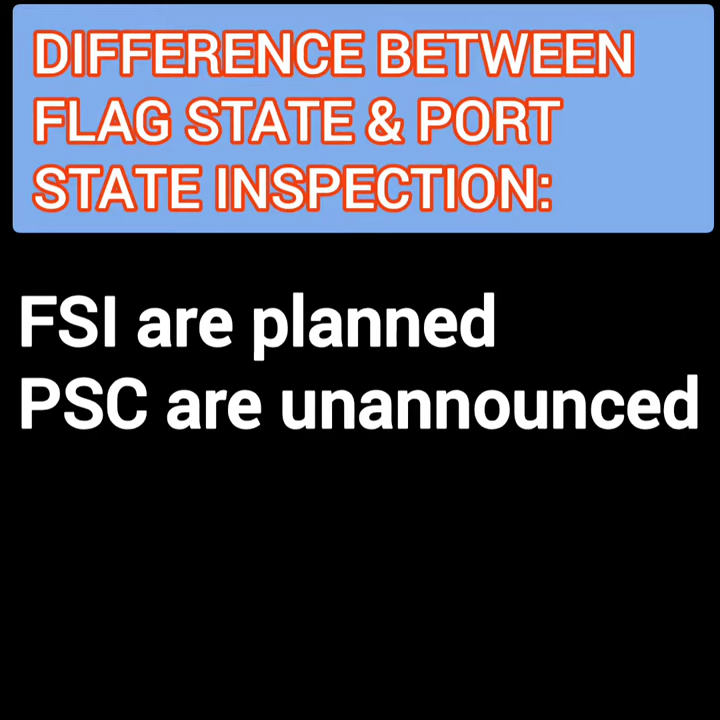 DIFFERENCE BETWEEN
FLAG STATE & PORT
STATE INSPECTION:
FSI are planned
PSC are unannounced